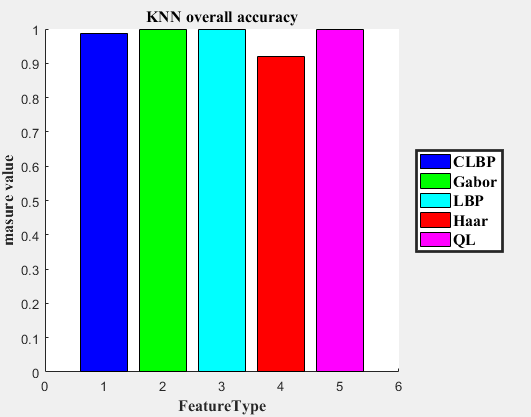 KNN overall accuracy
1
0.9
0.8
0.7
0.6
0.5
0.4
0.3
0.2
0.1
0
masure value
0 1 2 3 4 5 6
FeatureType
CLBP
Gabor
LBP
Haar
QL